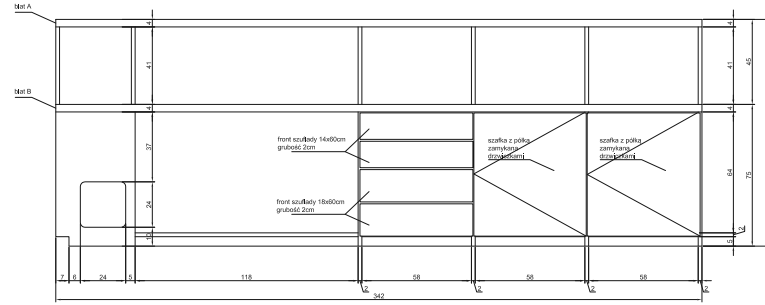 blat A
4
4
41
41
45
blat B
4
4
front szuflady 14x60cm
grubość 2cm
szafka z półką
zamykana
drzwiczkami
szafka z półką
zamykana
drzwiczkami
37
64
75
24
front szuflady 18x60cm
grubość 2cm
10
5
2
7
6
24
5
118
58
58
58
2
2
2
2
342